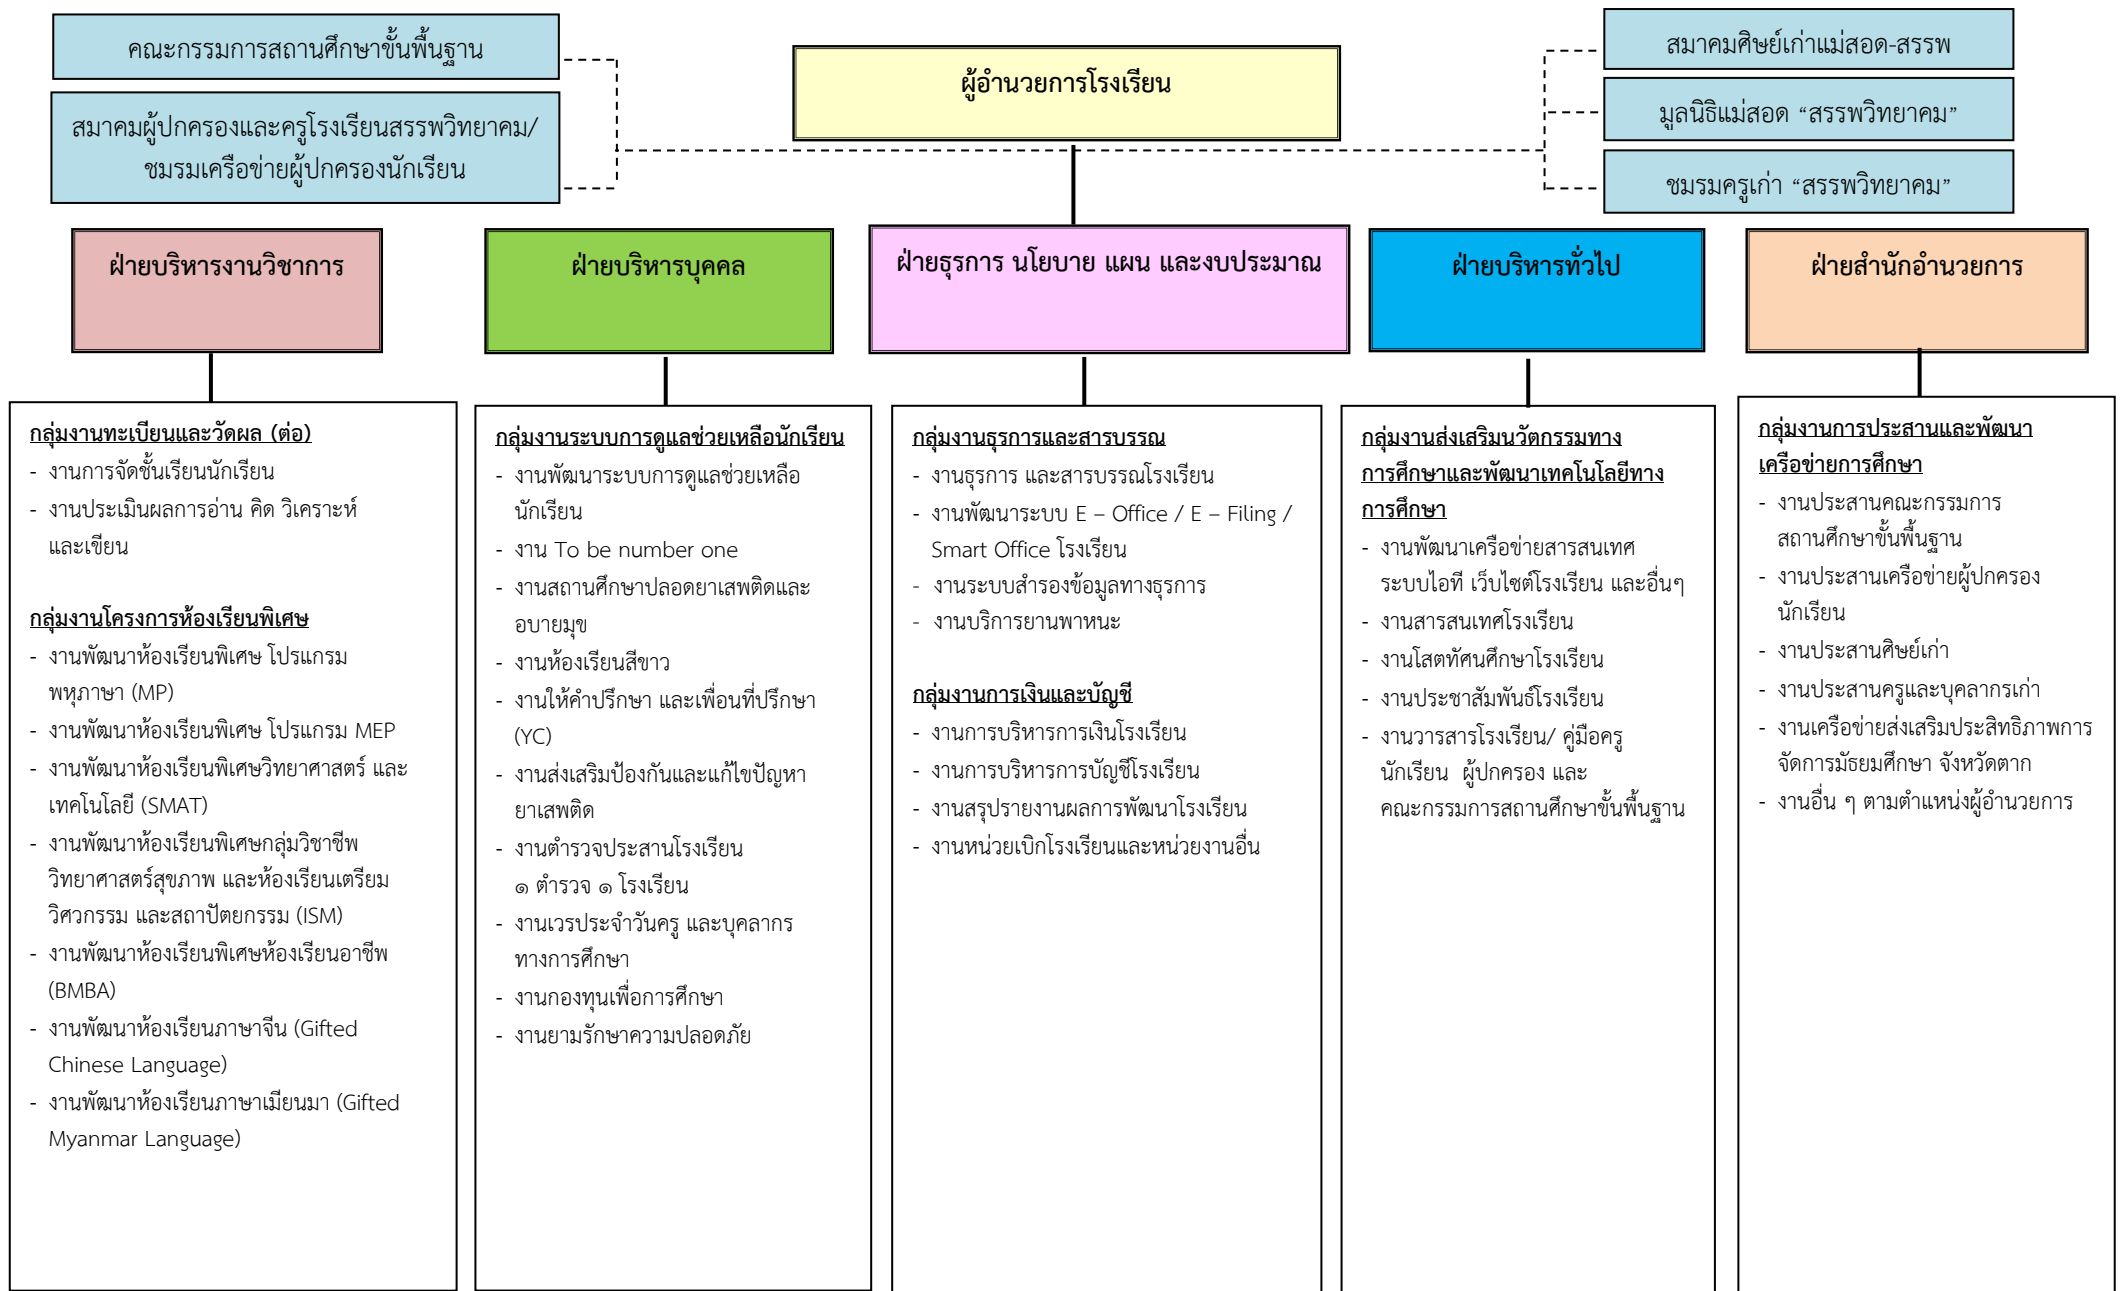 คณะกรรมการสถานศึกษาขั้นพื้นฐาน
สมาคมผู้ปกครองและครูโรงเรียนสรรพวิทยาคม/
ชมรมเครือข่ายผู้ปกครองนักเรียน
ผู้อำนวยการโรงเรียน
สมาคมศิษย์เก่าแม่สอด-สรรพ
มูลนิธิแม่สอด “สรรพวิทยาคม”
ชมรมครูเก่า “สรรพวิทยาคม”
ฝ่ายบริหารงานวิชาการ
ฝ่ายบริหารบุคคล
ฝ่ายธุรการ นโยบาย แผน และงบประมาณ
ฝ่ายบริหารทั่วไป
ฝ่ายสำนักอำนวยการ
กลุ่มงานทะเบียนและวัดผล (ต่อ)
- งานการจัดชั้นเรียนนักเรียน
- งานประเมินผลการอ่าน คิด วิเคราะห์
และเขียน
กลุ่มงานโครงการห้องเรียนพิเศษ
- งานพัฒนาห้องเรียนพิเศษ โปรแกรม
พหุภาษา (MP)
- งานพัฒนาห้องเรียนพิเศษ โปรแกรม MEP
- งานพัฒนาห้องเรียนพิเศษวิทยาศาสตร์ และ
เทคโนโลยี (SMAT)
- งานพัฒนาห้องเรียนพิเศษกลุ่มวิชาชีพ
วิทยาศาสตร์สุขภาพ และห้องเรียนเตรียม
วิศวกรรม และสถาปัตยกรรม (ISM)
- งานพัฒนาห้องเรียนพิเศษห้องเรียนอาชีพ
(BMBA)
- งานพัฒนาห้องเรียนภาษาจีน (Gifted
Chinese Language)
- งานพัฒนาห้องเรียนภาษาเมียนมา (Gifted
Myanmar Language)
กลุ่มงานระบบการดูแลช่วยเหลือนักเรียน
- งานพัฒนาระบบการดูแลช่วยเหลือ
นักเรียน
- งาน To be number one
- งานสถานศึกษาปลอดยาเสพติดและ
อบายมุข
- งานห้องเรียนสีขาว
- งานให้คำปรึกษา และเพื่อนที่ปรึกษา
(YC)
- งานส่งเสริมป้องกันและแก้ไขปัญหา
ยาเสพติด
- งานตำรวจประสานโรงเรียน
๑ ตำรวจ ๑ โรงเรียน
- งานเวรประจำวันครู และบุคลากร
ทางการศึกษา
- งานกองทุนเพื่อการศึกษา
- งานยามรักษาความปลอดภัย
กลุ่มงานธุรการและสารบรรณ
- งานธุรการ และสารบรรณโรงเรียน
- งานพัฒนาระบบ E – Office / E – Filing /
Smart Office โรงเรียน
- งานระบบสำรองข้อมูลทางธุรการ
- งานบริการยานพาหนะ
กลุ่มงานการเงินและบัญชี
- งานการบริหารการเงินโรงเรียน
- งานการบริหารการบัญชีโรงเรียน
- งานสรุปรายงานผลการพัฒนาโรงเรียน
- งานหน่วยเบิกโรงเรียนและหน่วยงานอื่น
กลุ่มงานส่งเสริมนวัตกรรมทาง
การศึกษาและพัฒนาเทคโนโลยีทาง
การศึกษา
- งานพัฒนาเครือข่ายสารสนเทศ
ระบบไอที เว็บไซต์โรงเรียน และอื่นๆ
- งานสารสนเทศโรงเรียน
- งานโสตทัศนศึกษาโรงเรียน
- งานประชาสัมพันธ์โรงเรียน
- งานวารสารโรงเรียน/ คู่มือครู
นักเรียน ผู้ปกครอง และ
คณะกรรมการสถานศึกษาขั้นพื้นฐาน
กลุ่มงานการประสานและพัฒนา
เครือข่ายการศึกษา
- งานประสานคณะกรรมการ
สถานศึกษาขั้นพื้นฐาน
- งานประสานเครือข่ายผู้ปกครอง
นักเรียน
- งานประสานศิษย์เก่า
- งานประสานครูและบุคลากรเก่า
- งานเครือข่ายส่งเสริมประสิทธิภาพการ
จัดการมัธยมศึกษา จังหวัดตาก
- งานอื่น ๆ ตามตำแหน่งผู้อำนวยการ